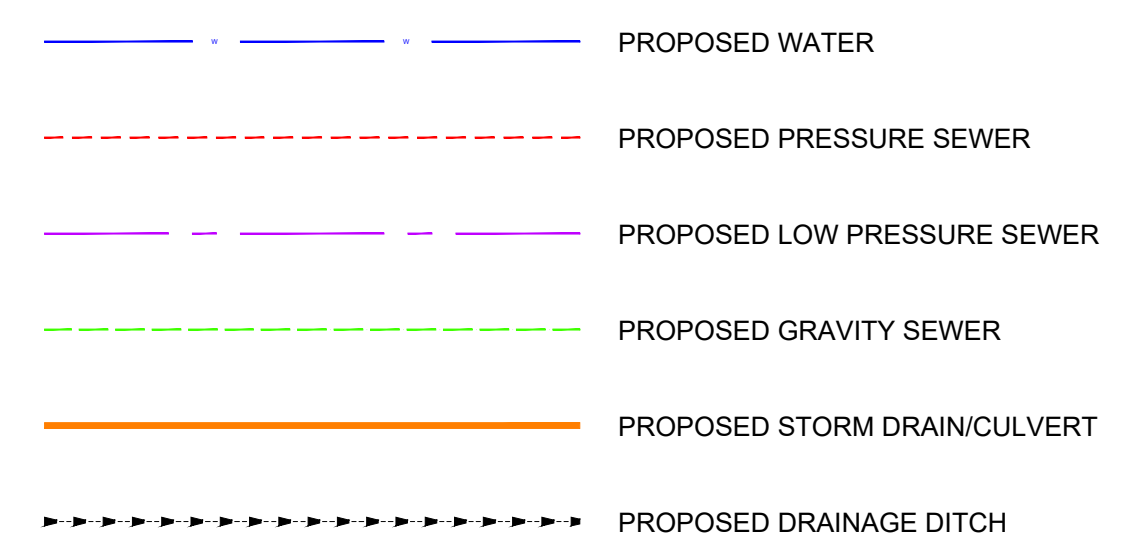 W W PROPOSED WATER
PROPOSED PRESSURE SEWER
PROPOSED LOW PRESSURE SEWER
PROPOSED GRAVITY SEWER
PROPOSED STORM DRAIN/CULVERT
PROPOSED DRAINAGE DITCH